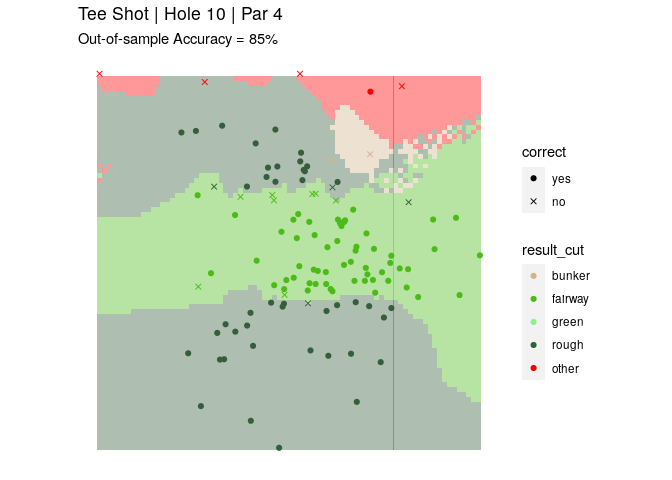 Tee Shot | Hole 10 | Par 4
Out-of-sample Accuracy = 85%
correct
yes
no
result_cut
bunker
fairway
green
rough
other